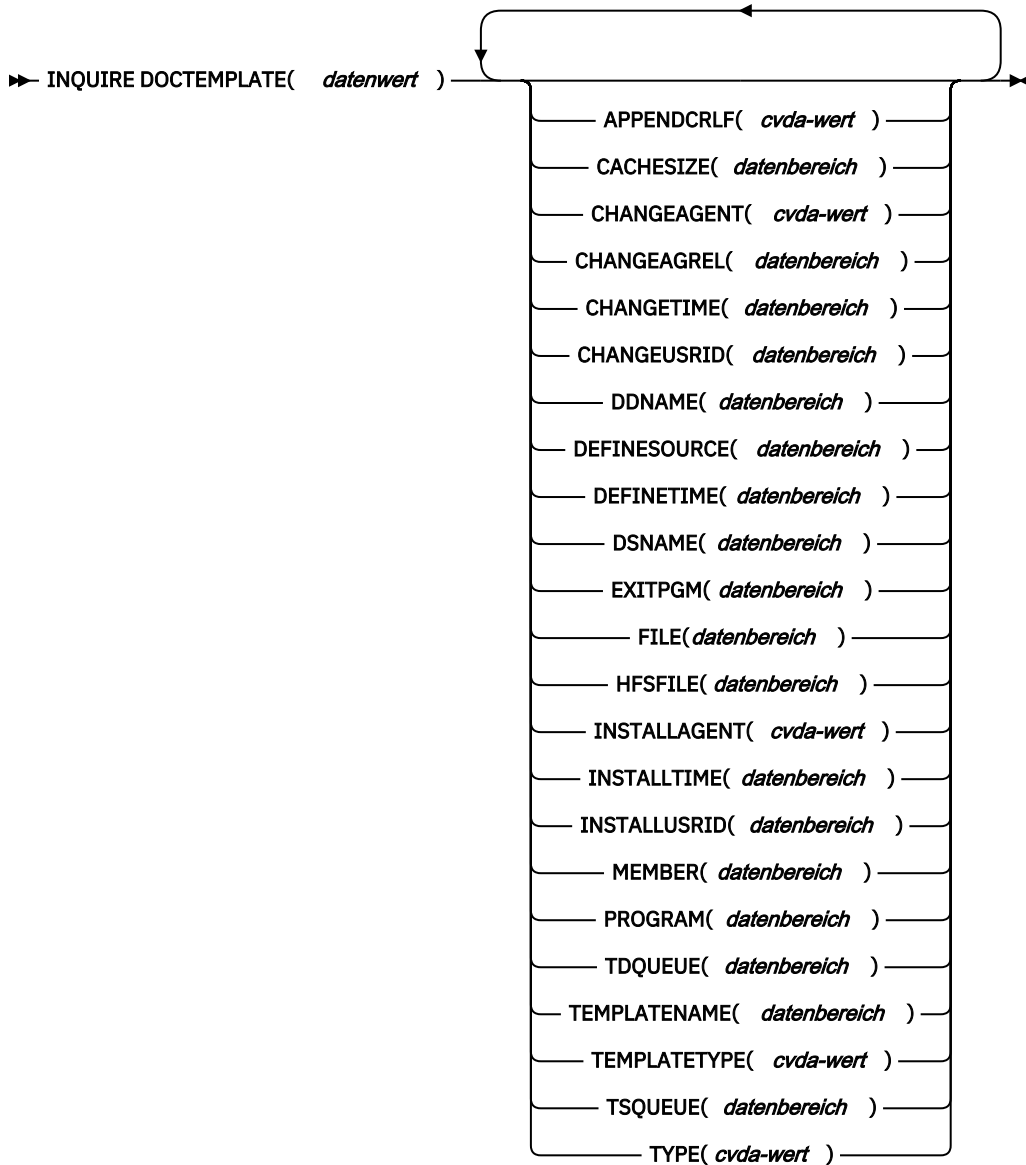 INQUIRE DOCTEMPLATE( datenwert )
APPENDCRLF( cvda-wert )
CACHESIZE( datenbereich )
CHANGEAGENT( cvda-wert )
CHANGEAGREL( datenbereich )
CHANGETIME( datenbereich )
CHANGEUSRID( datenbereich )
DDNAME( datenbereich )
DEFINESOURCE( datenbereich )
DEFINETIME( datenbereich )
DSNAME( datenbereich )
EXITPGM( datenbereich )
FILE(datenbereich )
HFSFILE( datenbereich )
INSTALLAGENT( cvda-wert )
INSTALLTIME( datenbereich )
INSTALLUSRID( datenbereich )
MEMBER( datenbereich )
PROGRAM( datenbereich )
TDQUEUE( datenbereich )
TEMPLATENAME( datenbereich )
TEMPLATETYPE( cvda-wert )
TSQUEUE( datenbereich )
TYPE( cvda-wert )